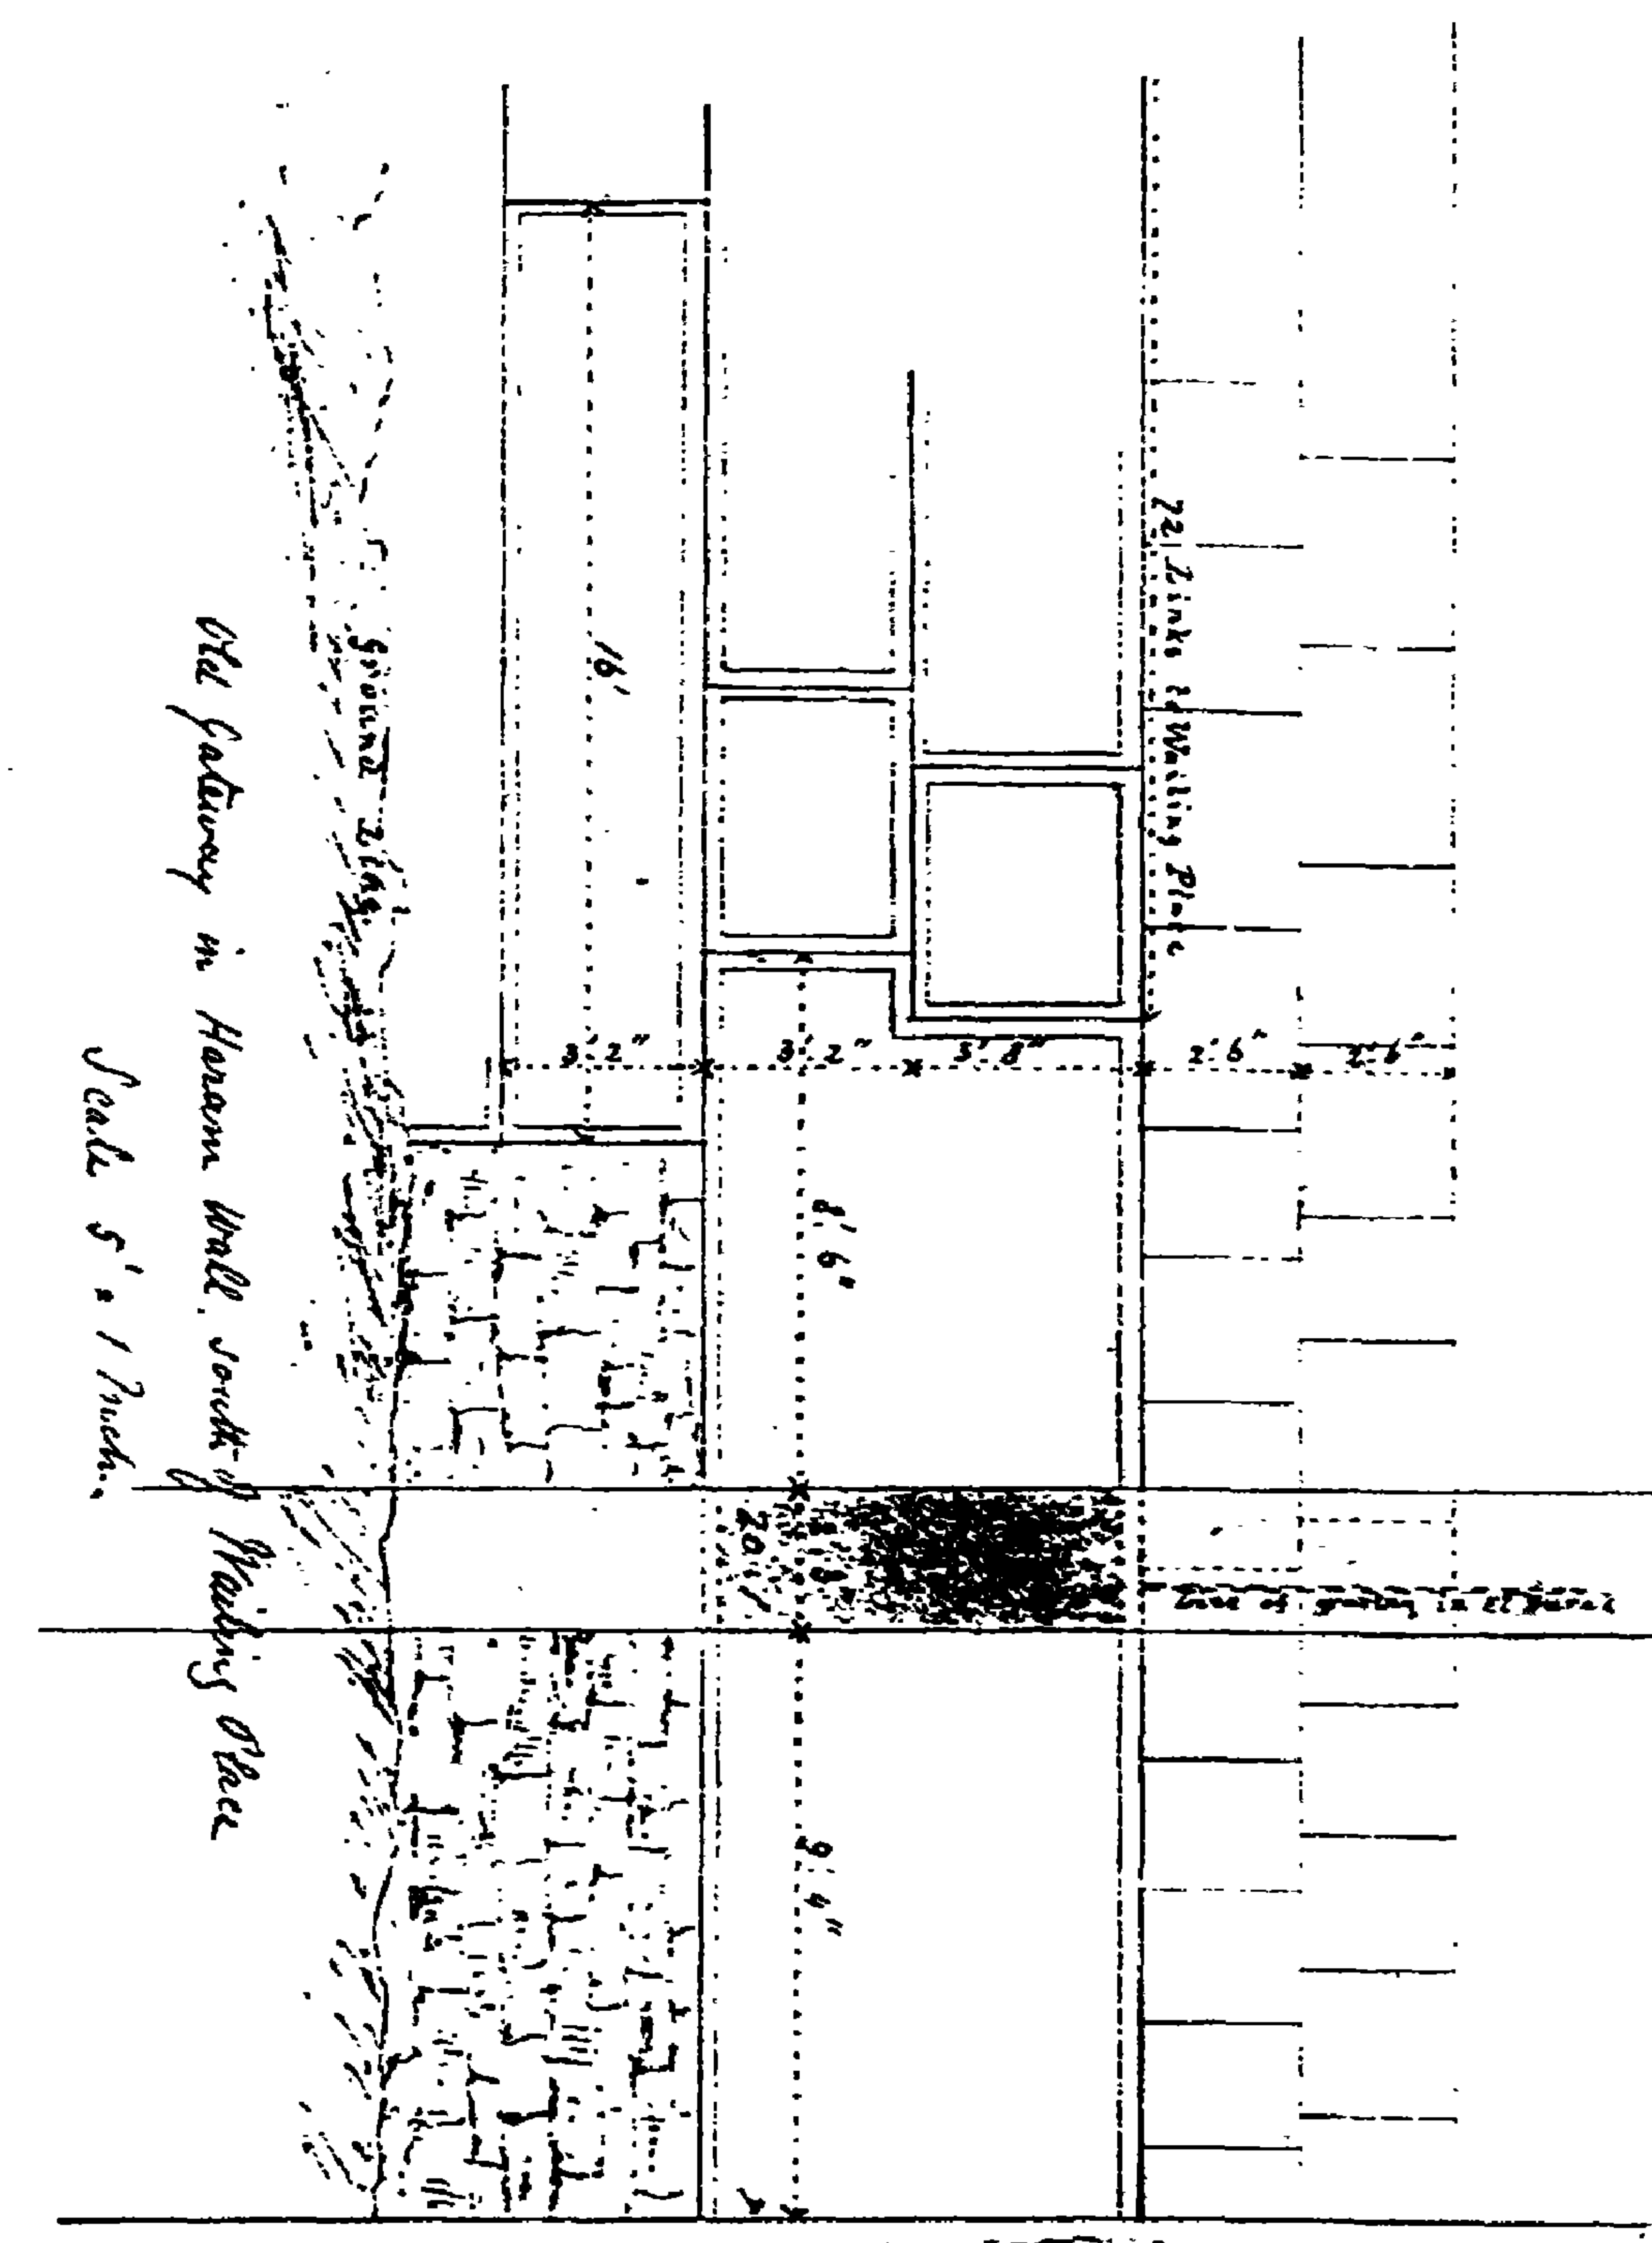 72 Links to Wailing Place
16'
3' 2"
3' 2"
3' 8"
2' 6"
2' 6"
8' 6"
20"
9' 4"
Line of grating in El Burak
ground line
Old Gateway in Haram Wall, south of Wailing Place
Scale 5' = 1 Inch.